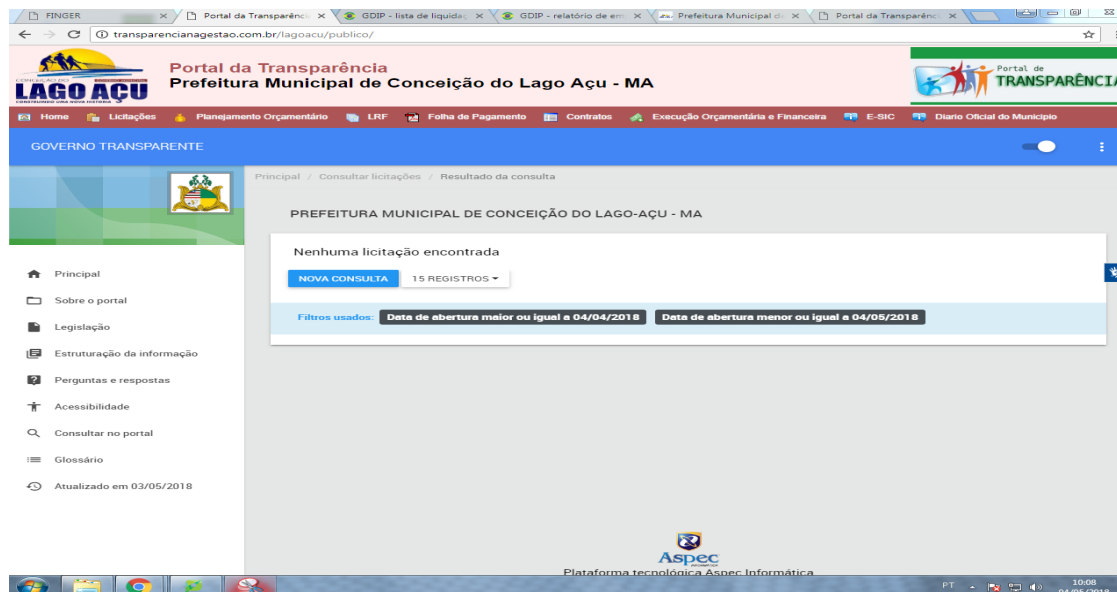 FINGER
Portal da Transparênci
GDIP - lista de liquidaç
GDIP - relatório de em
Prefeitura Municipal d
Portal da Transparênc
transparencianagestao.com.br/lagoacu/publico/
LAGO AÇU
Portal da Transparência
Prefeitura Municipal de Conceição do Lago Açu - MA
Portal de
TRANSPARÊNCIA
Home Licitações Planejamento Orçamentário LRF Folha de Pagamento Contratos Execução Orçamentária e Financeira E-SIC Diario Oficial do Municipio
GOVERNO TRANSPARENTE
Principal / Consultar licitações / Resultado da consulta
PREFEITURA MUNICIPAL DE CONCEIÇÃO DO LAGO-AÇU - MA
Nenhuma licitação encontrada
NOVA CONSULTA 15 REGISTROS
Filtros usados: Data de abertura maior ou igual a 04/04/2018 Data de abertura menor ou igual a 04/05/2018
Principal
Sobre o portal
Legislação
Estruturação da informação
Perguntas e respostas
Acessibilidade
Consultar no portal
Glossário
Atualizado em 03/05/2018
Aspec
Plataforma tecnológica Aspec Informática
PT
10:08
04/05/2018